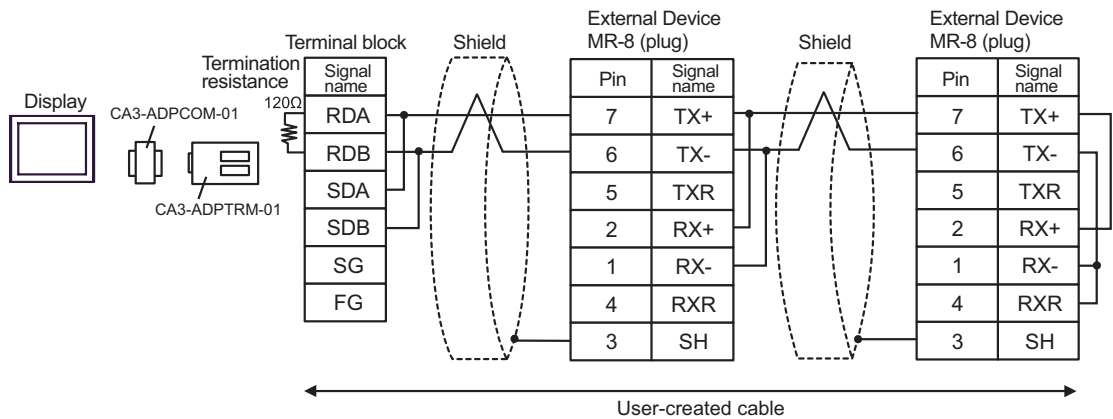 External Device
MR-8 (plug)
External Device
MR-8 (plug)
Terminal block
Shield
Shield
Termination
resistance
120Ω
Display
CA3-ADPCOM-01
CA3-ADPTRM-01
Signal
name
RDA
RDB
SDA
SDB
SG
FG
Pin
Signal
name
7 TX+
6 TX-
5 TXR
2 RX+
1 RX-
4 RXR
3 SH
Pin
Signal
name
7 TX+
6 TX-
5 TXR
2 RX+
1 RX-
4 RXR
3 SH
User-created cable